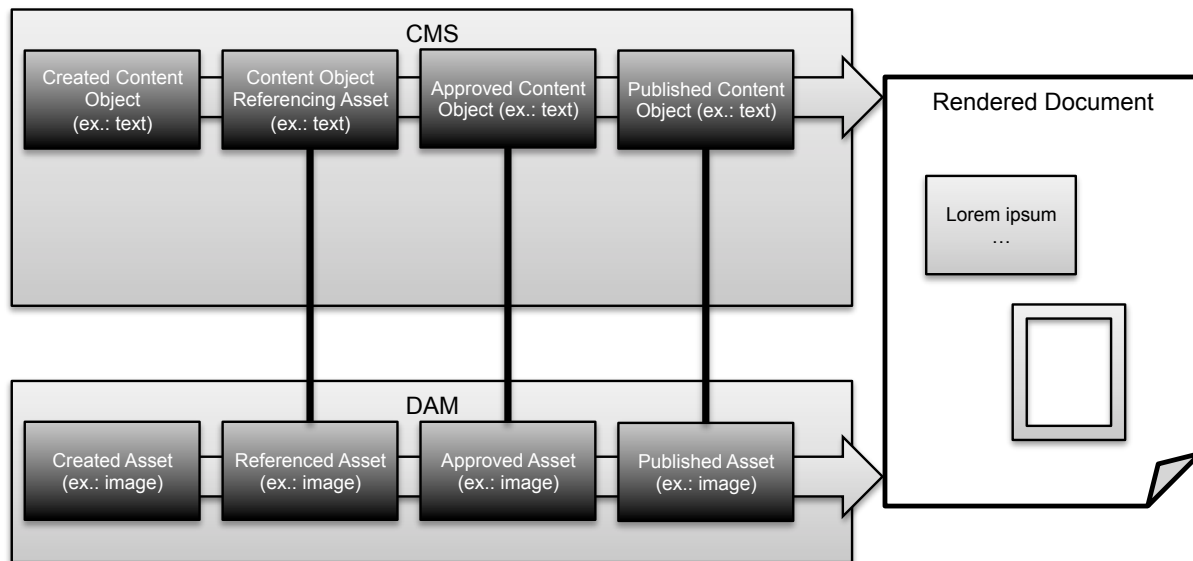 CMS
Created Content
Object
(ex.: text)
Content Object
Referencing Asset
(ex.: text)
Approved Content
Object (ex.: text)
Published Content
Object (ex.: text)
Rendered Document
Lorem ipsum
…
DAM
Created Asset
(ex.: image)
Referenced Asset
(ex.: image)
Approved Asset
(ex.: image)
Published Asset
(ex.: image)